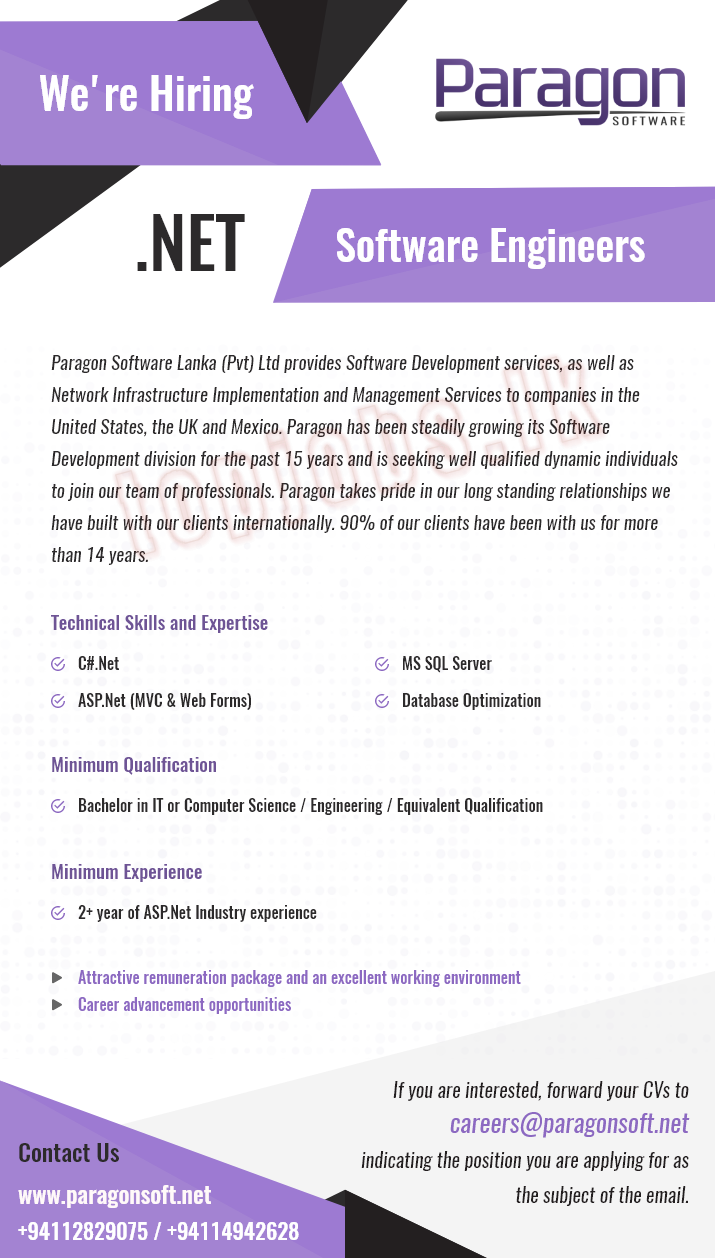 We're Hiring
Paragon
SOFTWARE
.NET
Software Engineers
Paragon Software Lanka (Pvt) Ltd provides Software Development services, as well as
Network Infrastructure Implementation and Management Services to companies in the
United States, the UK and Mexico. Paragon has been steadily growing its Software
Development division for the past 15 years and is seeking well qualified dynamic individuals
to join our team of professionals. Paragon takes pride in our long standing relationships we
have built with our clients internationally. 90% of our clients have been with us for more
than 14 years.
topjobs.lk
Technical Skills and Expertise
C#.Net
MS SQL Server
ASP.Net (MVC & Web Forms)
Database Optimization
Minimum Qualification
Bachelor in IT or Computer Science / Engineering / Equivalent Qualification
Minimum Experience
2+ year of ASP.Net Industry experience
Attractive remuneration package and an excellent working environment
Career advancement opportunities
If you are interested, forward your CVs to
careers@paragonsoft.net
indicating the position you are applying for as
the subject of the email.
Contact Us
www.paragonsoft.net
+94112829075 / +94114942628